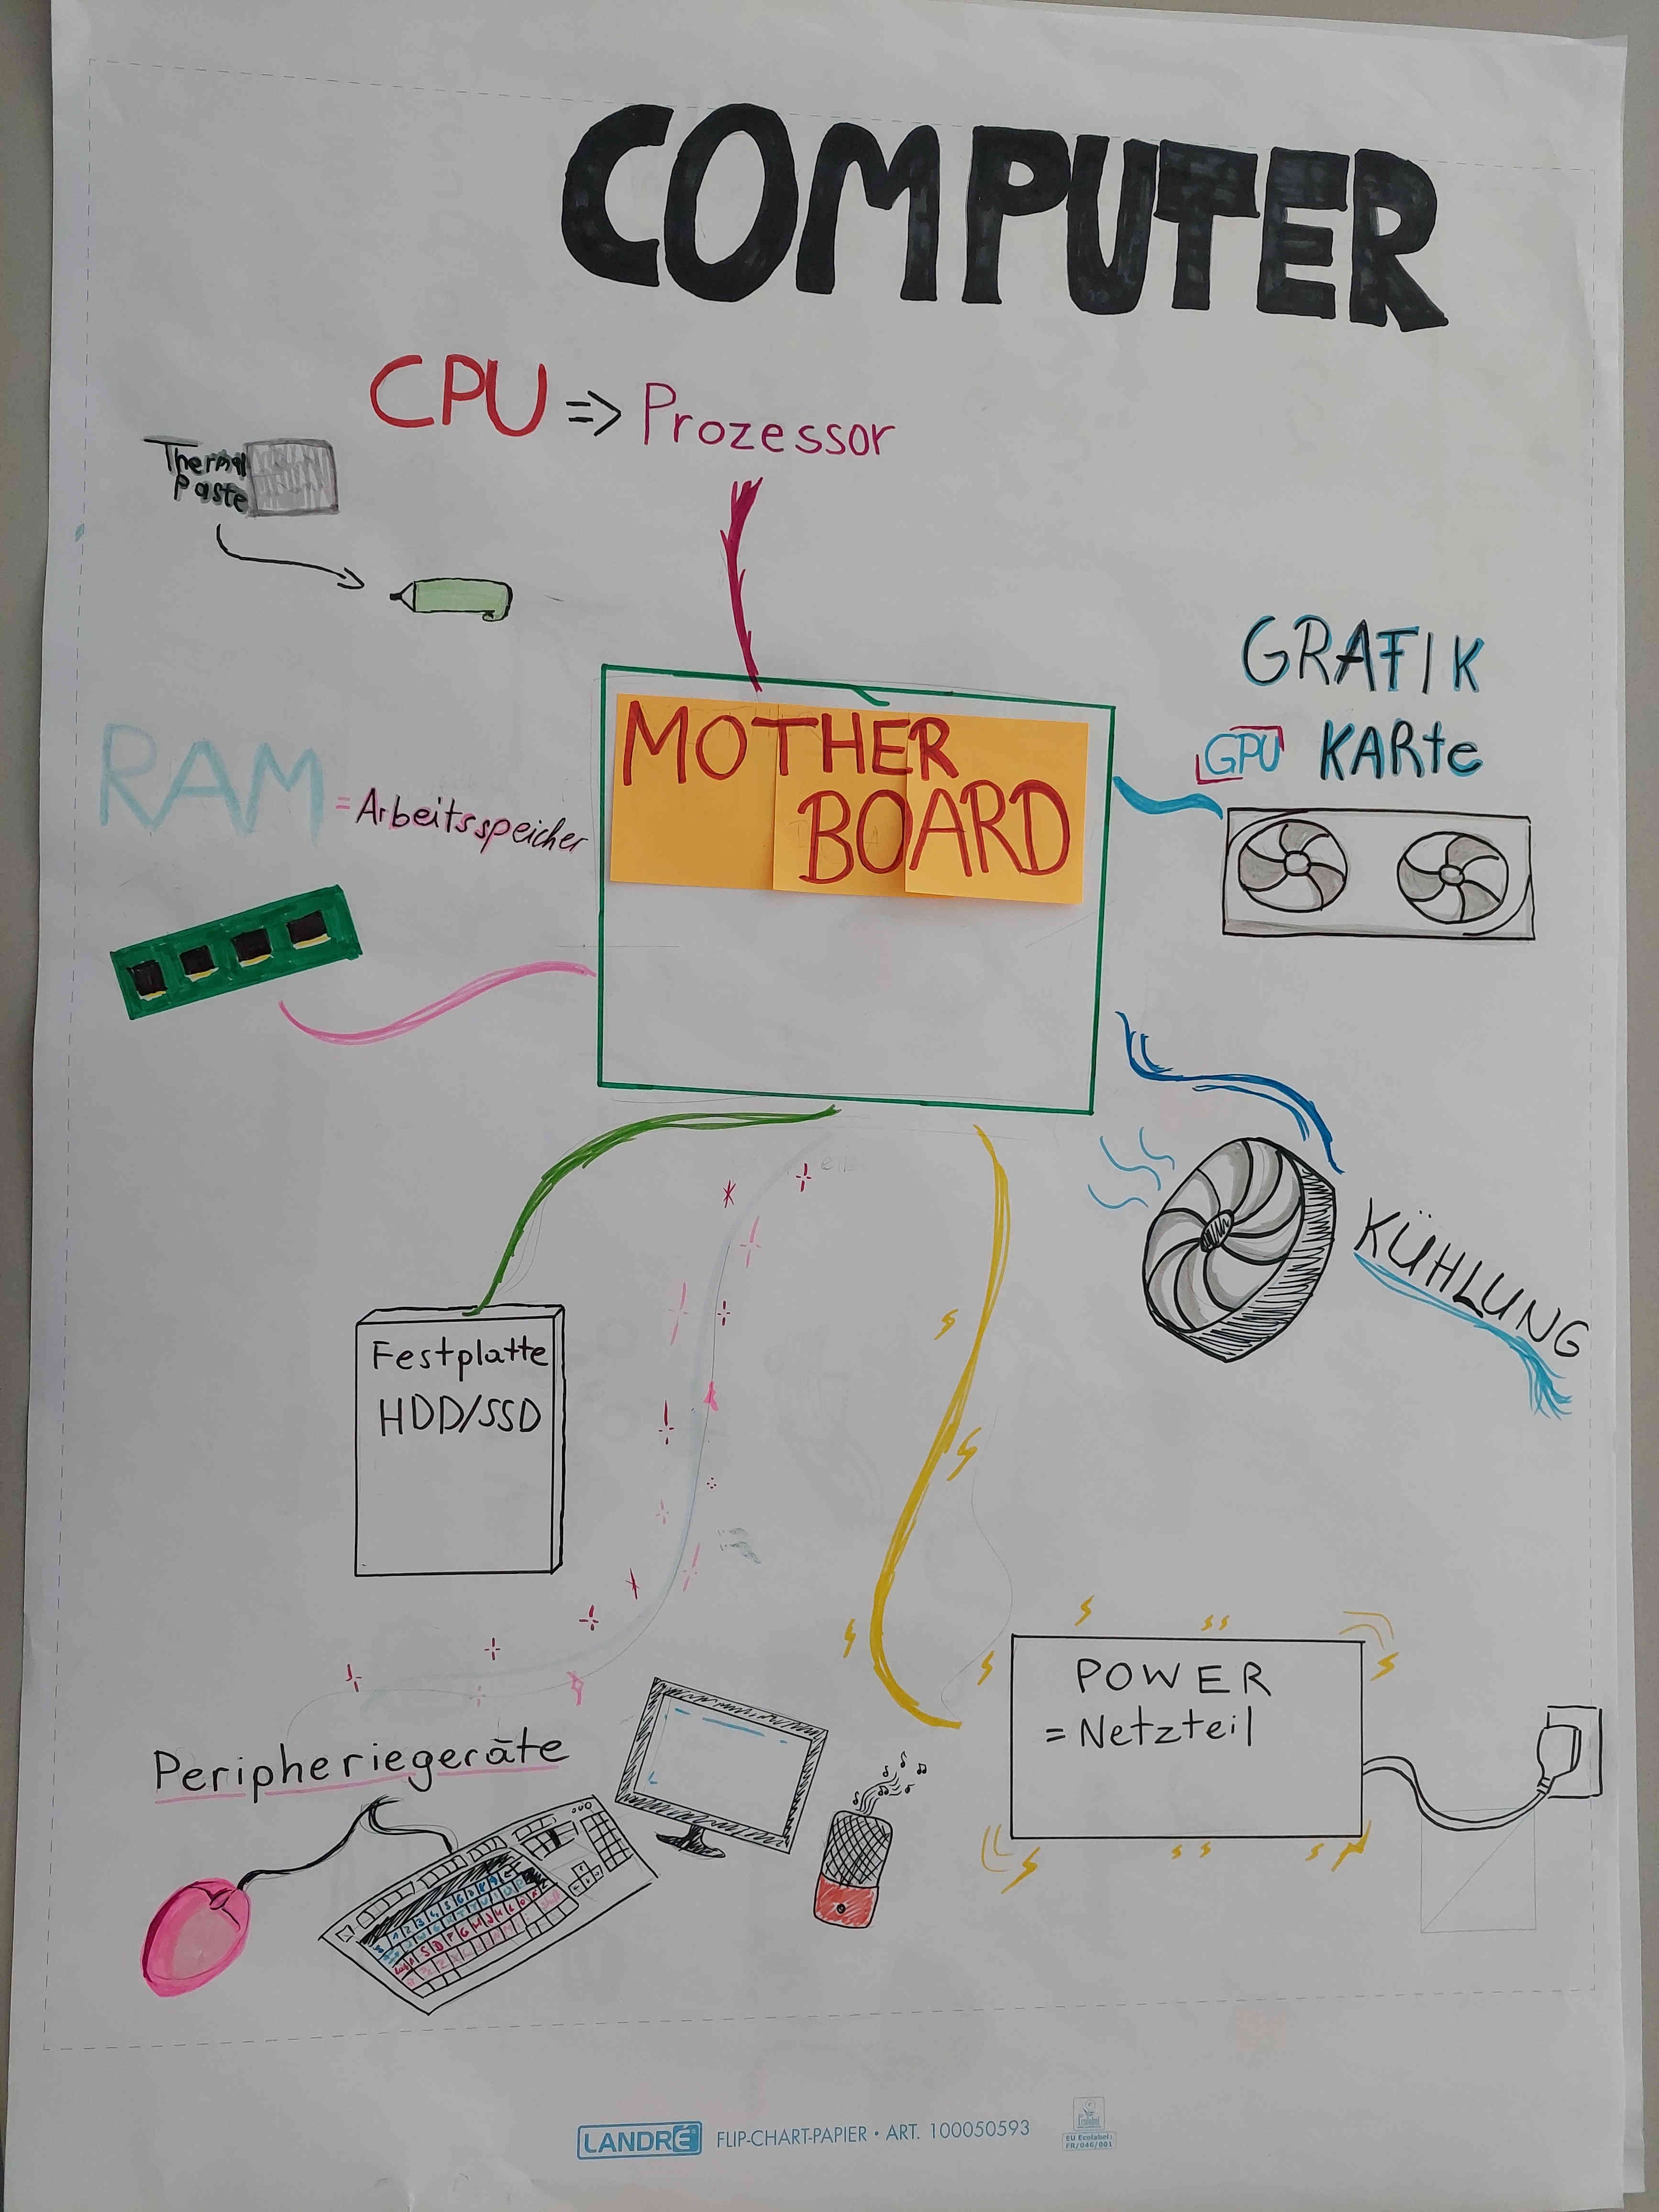 COMPUTER
CPU => Prozessor
Thermal
Paste
GRAFIK
GPU KARte
MOTHER
BOARD
RAM = Arbeitsspeicher
KÜHLUNG
Festplatte
HDD/SSD
POWER
= Netzteil
Peripheriegeräte
LANDRÉ FLIP-CHART-PAPIER • ART. 100050593
EU Ecolabel:
FR/046/001